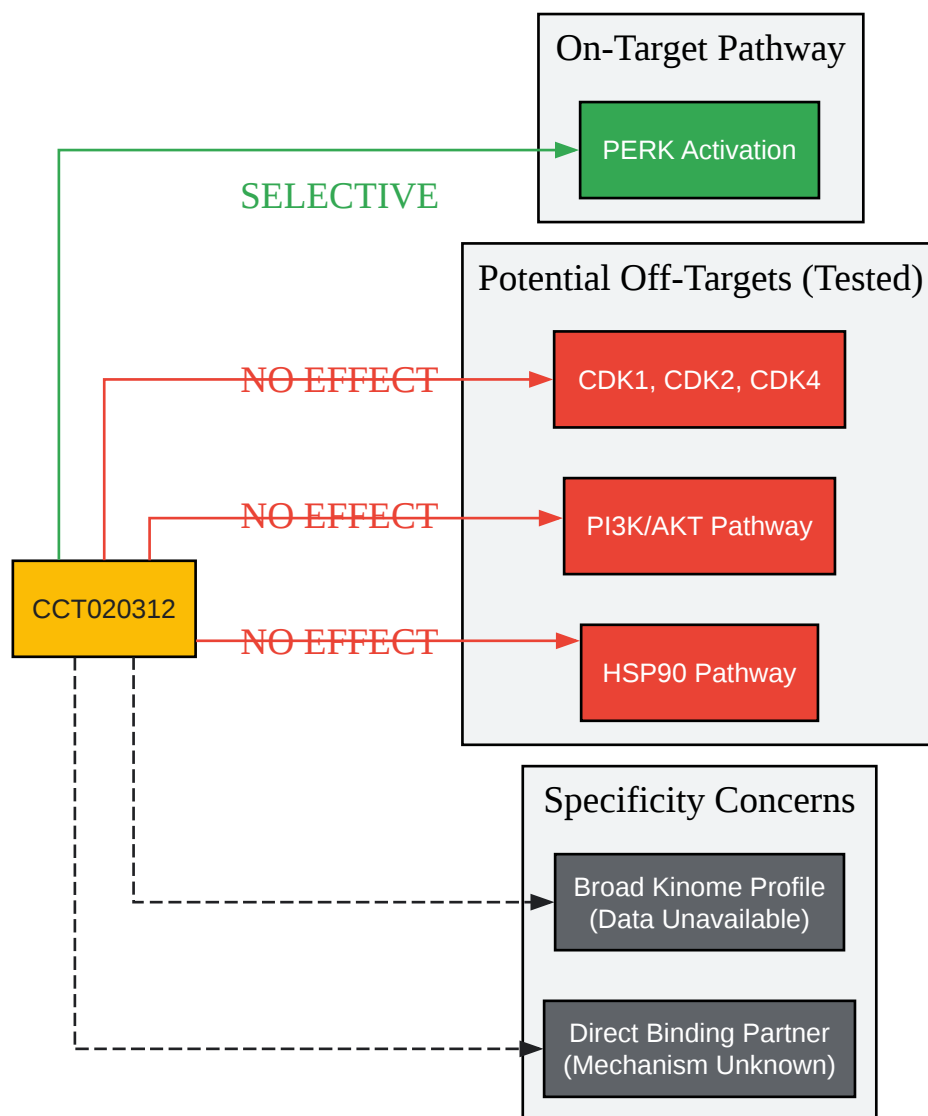 On-Target Pathway
PERK Activation
SELECTIVE
Potential Off-Targets (Tested)
NO EFFECT
CDK1, CDK2, CDK4
NO EFFECT
PI3K/AKT Pathway
CCT020312
NO EFFECT
HSP90 Pathway
Specificity Concerns
Broad Kinome Profile
(Data Unavailable)
Direct Binding Partner
(Mechanism Unknown)